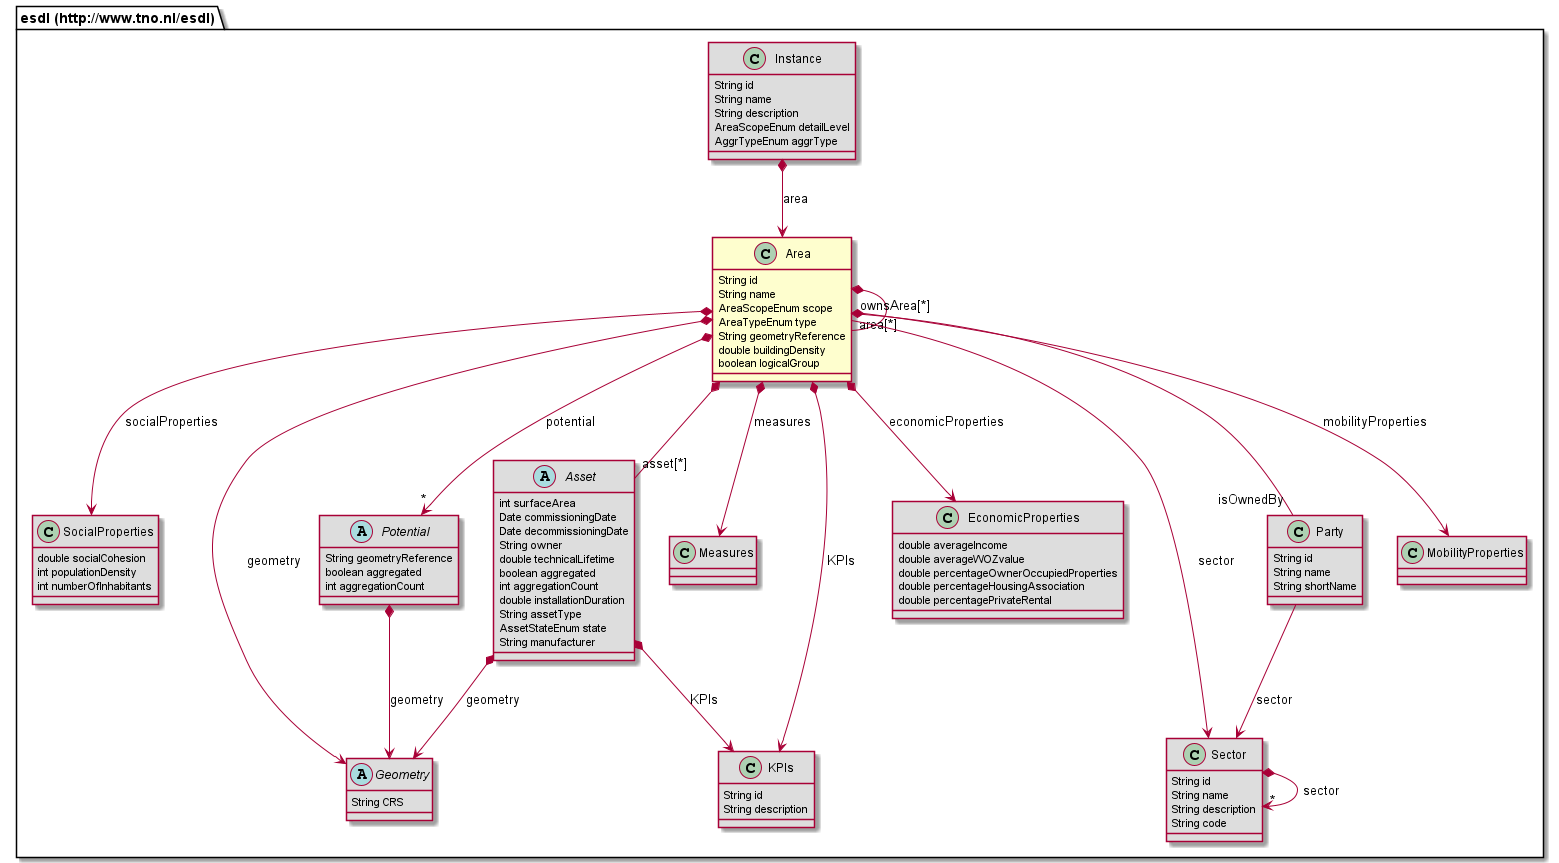 esdl (http://www.tno.nl/esdl)
C Instance
String id
String name
String description
AreaScopeEnum detailLevel
AggrTypeEnum aggrType
area
C Area
String id
String name
AreaScopeEnum scope
AreaTypeEnum type
String geometryReference
double buildingDensity
boolean logicalGroup
ownsArea[*]
area[*]
socialProperties
potential
measures
economicProperties
mobilityProperties
asset[*]
*
isOwnedBy
geometry
KPIs
sector
C SocialProperties
double socialCohesion
int populationDensity
int numberOfInhabitants
A Potential
String geometryReference
boolean aggregated
int aggregationCount
A Asset
int surfaceArea
Date commissioningDate
Date decommissioningDate
String owner
double technicalLifetime
boolean aggregated
int aggregationCount
double installationDuration
String assetType
AssetStateEnum state
String manufacturer
C Measures
C EconomicProperties
double averageIncome
double averageWOZvalue
double percentageOwnerOccupiedProperties
double percentageHousingAssociation
double percentagePrivateRental
C Party
String id
String name
String shortName
C MobilityProperties
geometry
geometry
KPIs
sector
A Geometry
String CRS
C KPIs
String id
String description
C Sector
String id
String name
String description
String code
*
sector